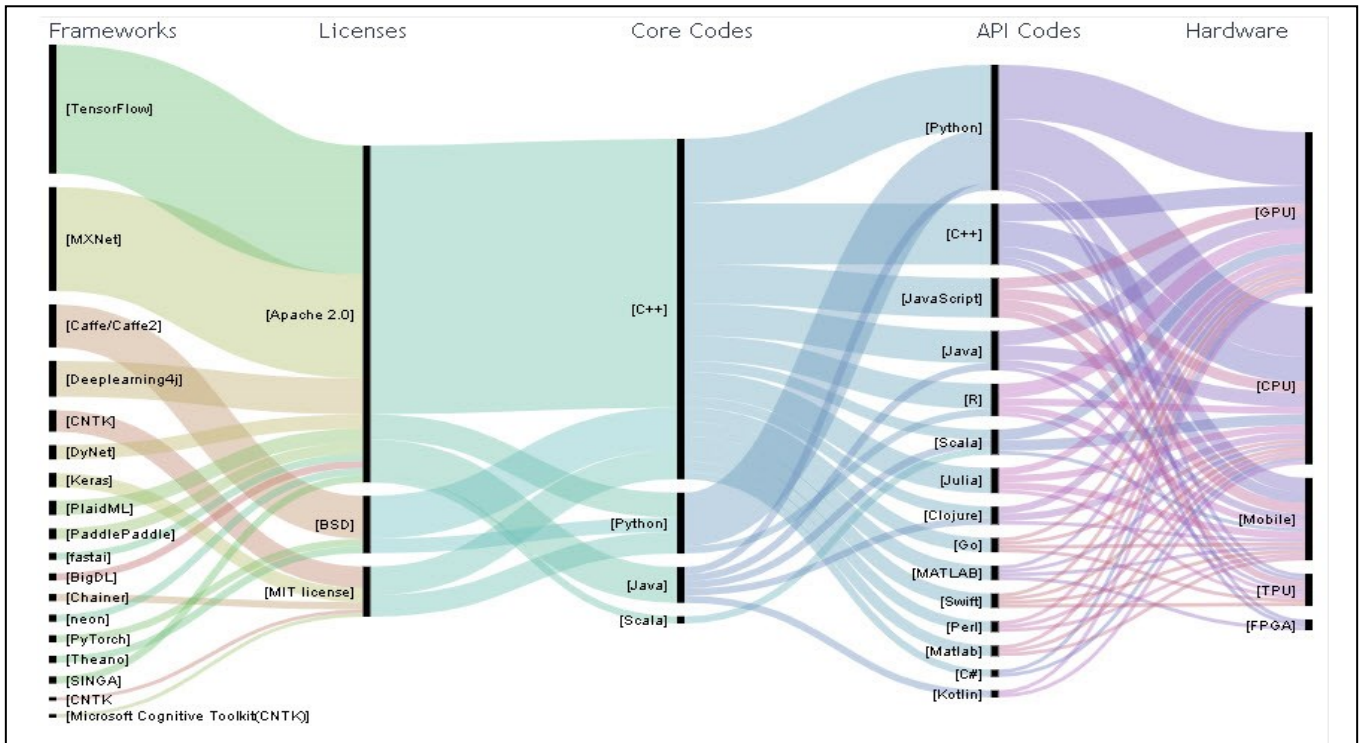 Frameworks
Licenses
Core Codes
API Codes
Hardware
[TensorFlow]
[MXNet]
[Caffe/Caffe2]
[Deeplearning4j]
[CNTK]
[DyNet]
[Keras]
[PlaidML]
[PaddlePaddle]
[fastai]
[BigDL]
[Chainer]
[neon]
[PyTorch]
[Theano]
[SINGA]
[CNTK
[Microsoft Cognitive Toolkit(CNTK)]
[Apache 2.0]
[BSD]
[MIT license]
[C++]
[Python]
[Java]
[Scala]
[Python]
[C++]
[JavaScript]
[Java]
[R]
[Scala]
[Julia]
[Clojure]
[Go]
[MATLAB]
[Swift]
[Perl]
[Matlab]
[C#]
[Kotlin]
[GPU]
[CPU]
[Mobile]
[TPU]
[FPGA]